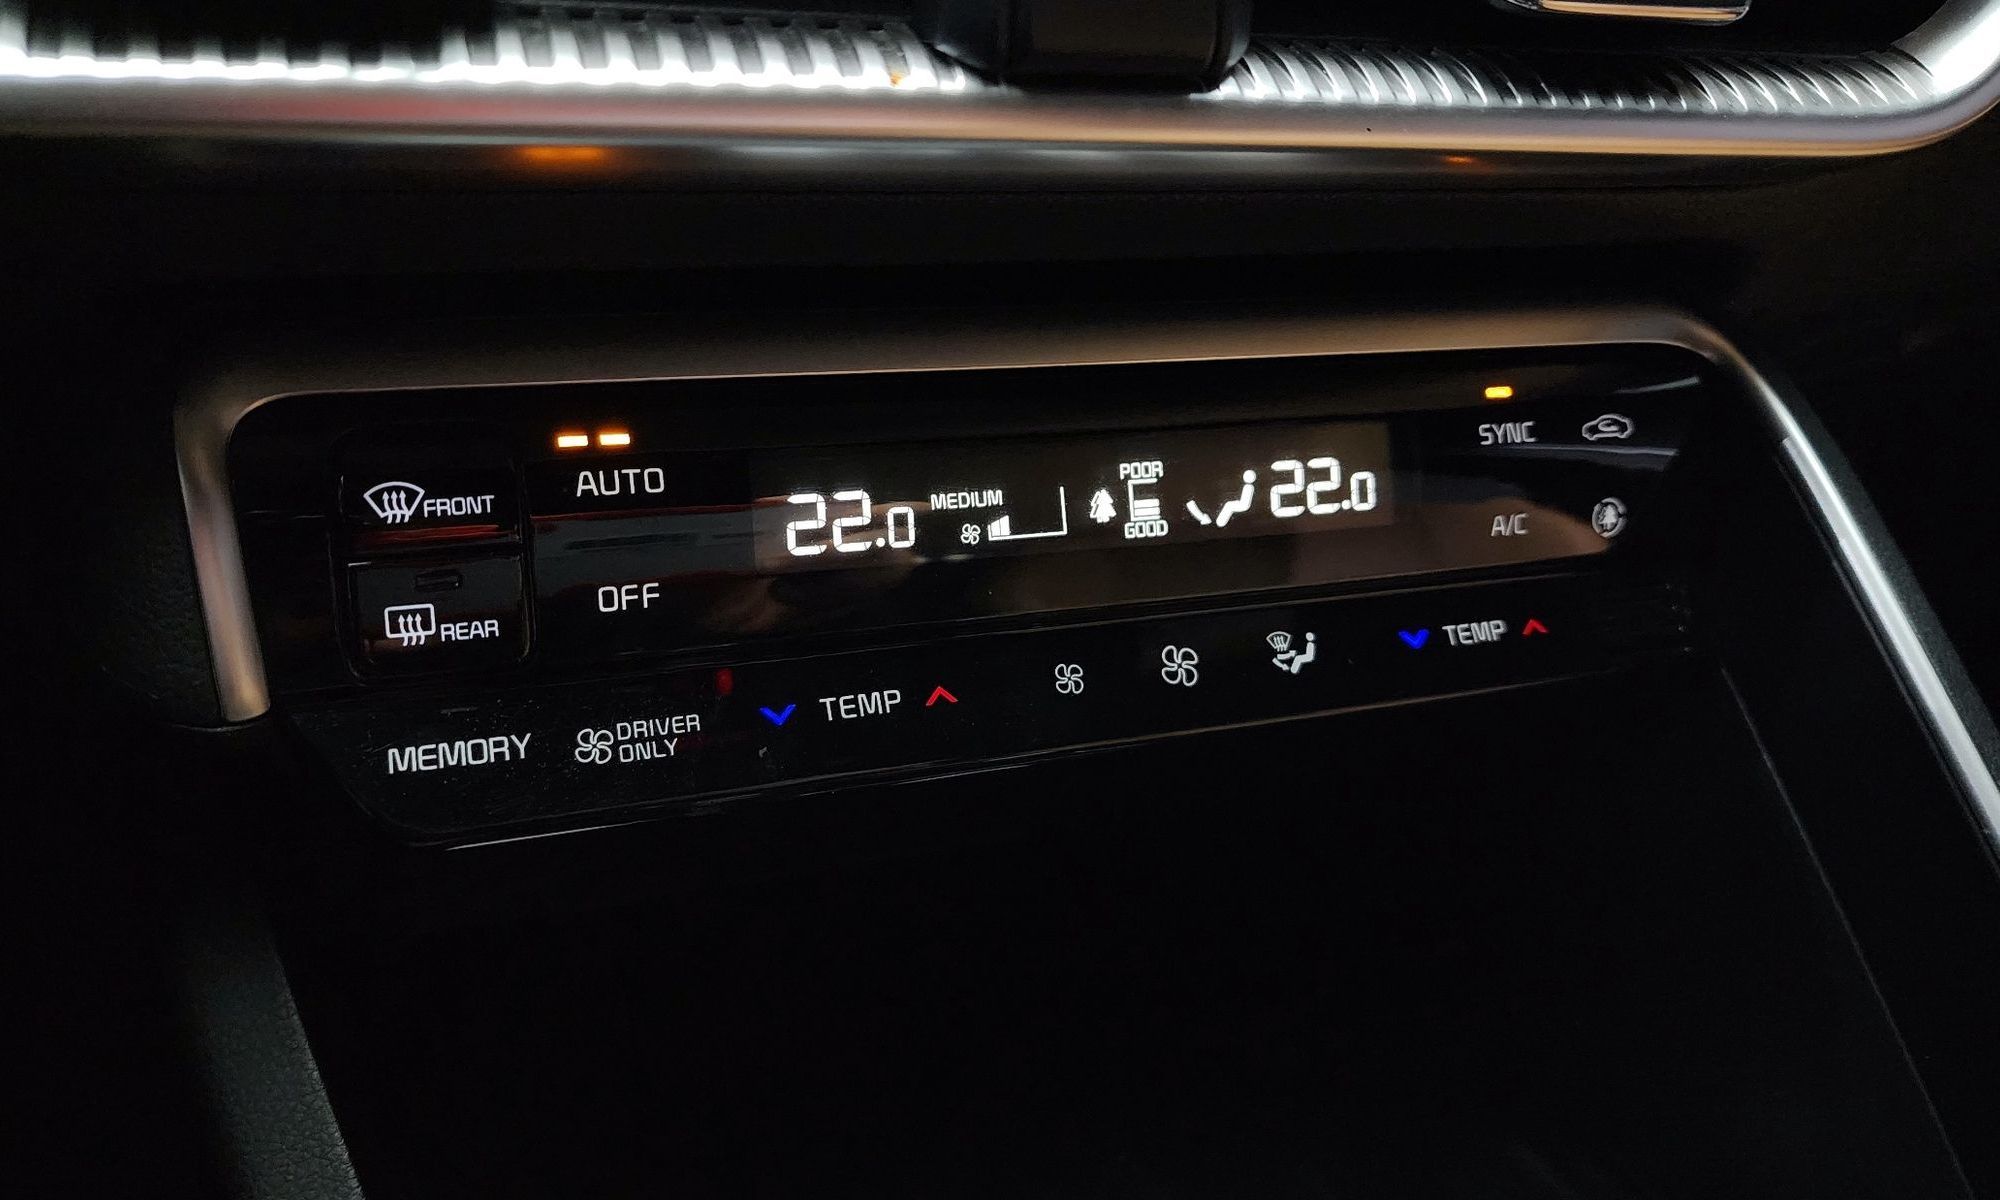 FRONT
REAR
AUTO
OFF
22.0
MEDIUM
POOR
GOOD
22.0
SYNC
A/C
MEMORY
DRIVER
ONLY
TEMP
TEMP